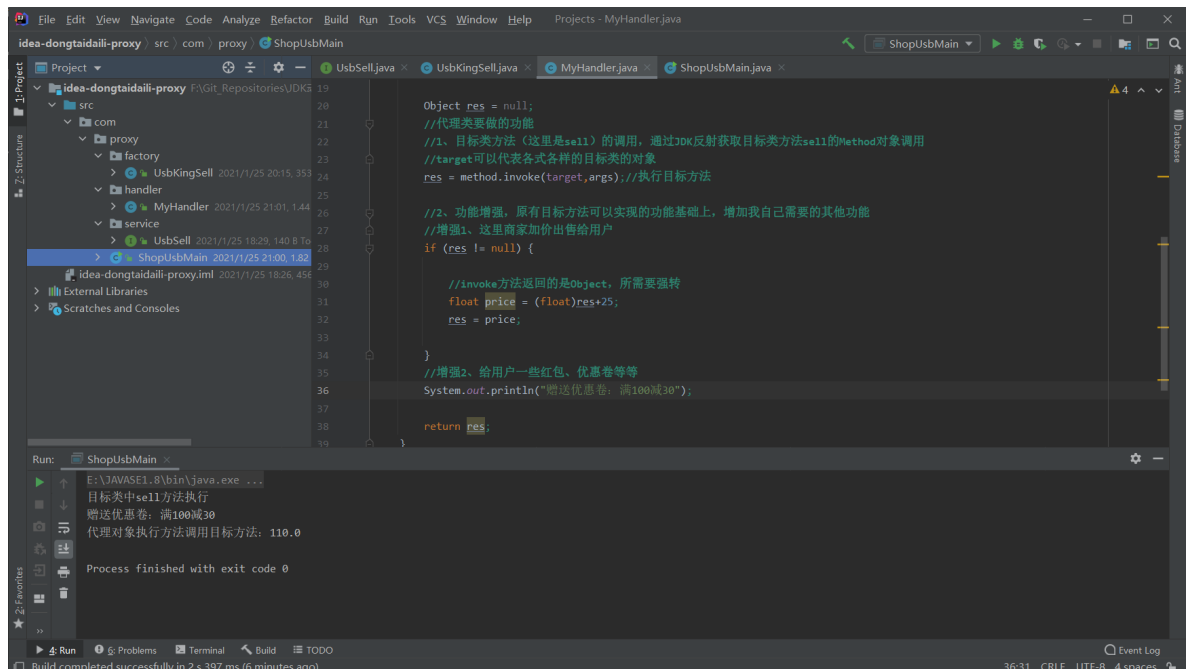 File Edit View Navigate Code Analyze Refactor Build Run Tools VCS Window Help Projects - MyHandler.java
idea-dongtaidaili-proxy src com proxy ShopUsbMain
ShopUsbMain
1: Project
Z: Structure
2: Favorites
Project
idea-dongtaidaili-proxy F:\Git_Repositories\JDK
src
com
proxy
factory
UsbKingSell 2021/1/25 20:15, 353
handler
MyHandler 2021/1/25 21:01, 1.44
service
UsbSell 2021/1/25 18:29, 140 B To
ShopUsbMain 2021/1/25 21:00, 1.82
idea-dongtaidaili-proxy.iml 2021/1/25 18:26, 456
External Libraries
Scratches and Consoles
UsbSell.java UsbKingSell.java MyHandler.java ShopUsbMain.java
4
19
20 Object res = null;
21 //代理类要做的功能
22 //1、目标类方法（这里是sell）的调用，通过JDK反射获取目标类方法sell的Method对象调用
23 //target可以代表各式各样的目标类的对象
24 res = method.invoke(target,args);//执行目标方法
25
26 //2、功能增强，原有目标方法可以实现的功能基础上，增加我自己需要的其他功能
27 //增强1、这里商家加价出售给用户
28 if (res != null) {
29
30 //invoke方法返回的是Object，所需要强转
31 float price = (float)res+25;
32 res = price;
33
34 }
35 //增强2、给用户一些红包、优惠卷等等
36 System.out.println("赠送优惠卷：满100减30");
37
38 return res;
39 }
Ant
Database
Run: ShopUsbMain
E:\JAVASE1.8\bin\java.exe ...
目标类中sell方法执行
赠送优惠卷：满100减30
代理对象执行方法调用目标方法：110.0
Process finished with exit code 0
4: Run 6: Problems Terminal Build TODO Event Log
Build completed successfully in 2 s 397 ms (6 minutes ago) 36:31 CRLF UTF-8 4 spaces